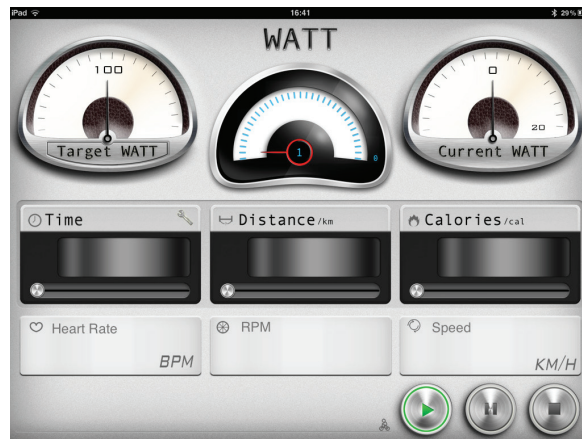 iPad 16:41 29%
WATT
100
Target WATT
1
0
0
20
Current WATT
Time
Distance/km
Calories/cal
Heart Rate
BPM
RPM
Speed
KM/H